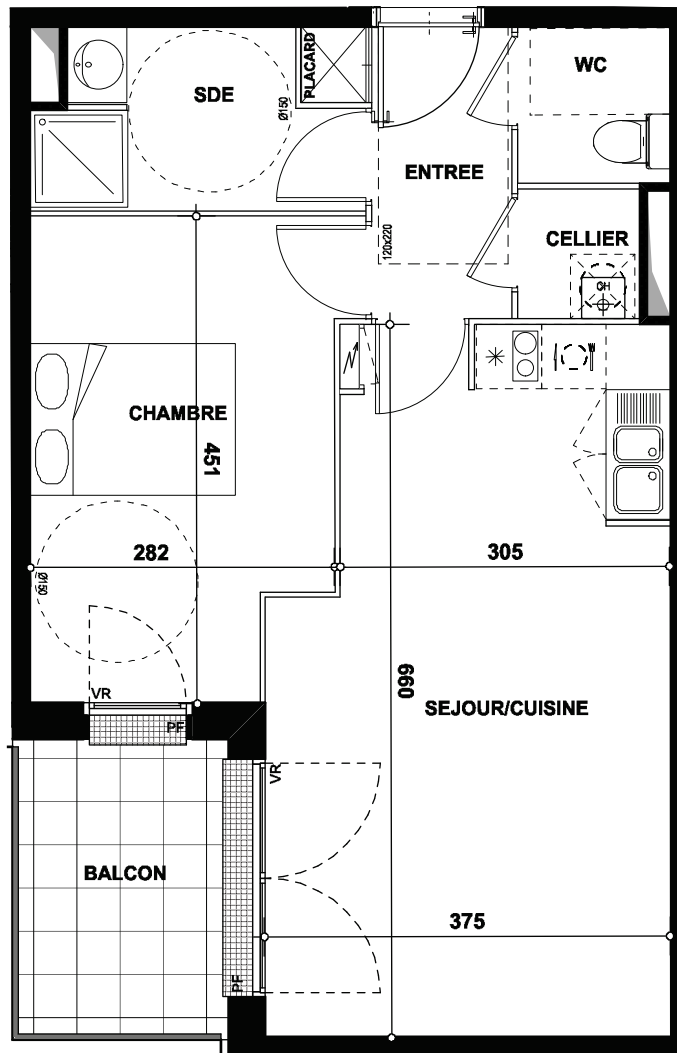 PLACARD
WC
SDE
Ø150
ENTREE
120x220
CELLIER
CH
CHAMBRE
451
282
305
Ø150
660
SEJOUR/CUISINE
VR
PF
VR
BALCON
375
PF